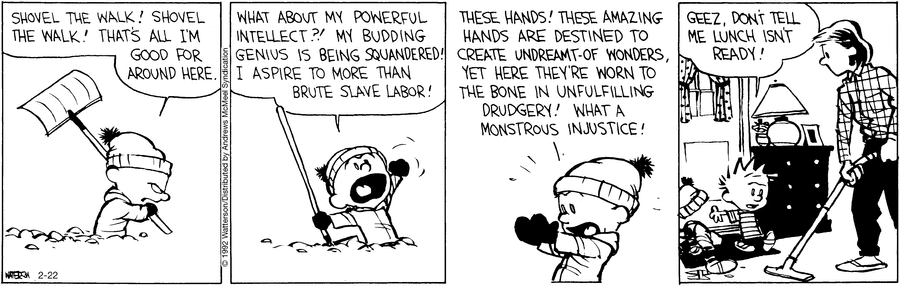 SHOVEL THE WALK! SHOVEL
THE WALK! THAT'S ALL I'M
GOOD FOR
AROUND HERE.
WHAT ABOUT MY POWERFUL
INTELLECT?! MY BUDDING
GENIUS IS BEING SQUANDERED!
I ASPIRE TO MORE THAN
BRUTE SLAVE LABOR!
THESE HANDS! THESE AMAZING
HANDS ARE DESTINED TO
CREATE UNDREAMT-OF WONDERS,
YET HERE THEY'RE WORN TO
THE BONE IN UNFULFILLING
DRUDGERY! WHAT A
MONSTROUS INJUSTICE!
GEEZ, DON'T TELL
ME LUNCH ISN'T
READY!
© 1992 Watterson/Distributed by Andrews McMeel Syndication
WATTERSON 2-22